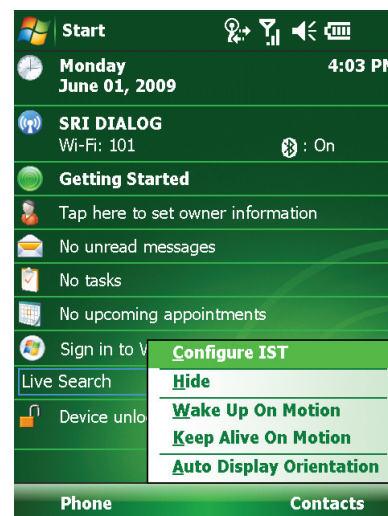 Start
Monday 4:03 PM
June 01, 2009
SRI DIALOG
Wi-Fi: 101 : On
Getting Started
Tap here to set owner information
No unread messages
No tasks
No upcoming appointments
Sign in to
Configure IST
Live Search
Hide
Device
Wake Up On Motion
Keep Alive On Motion
Auto Display Orientation
Phone Contacts